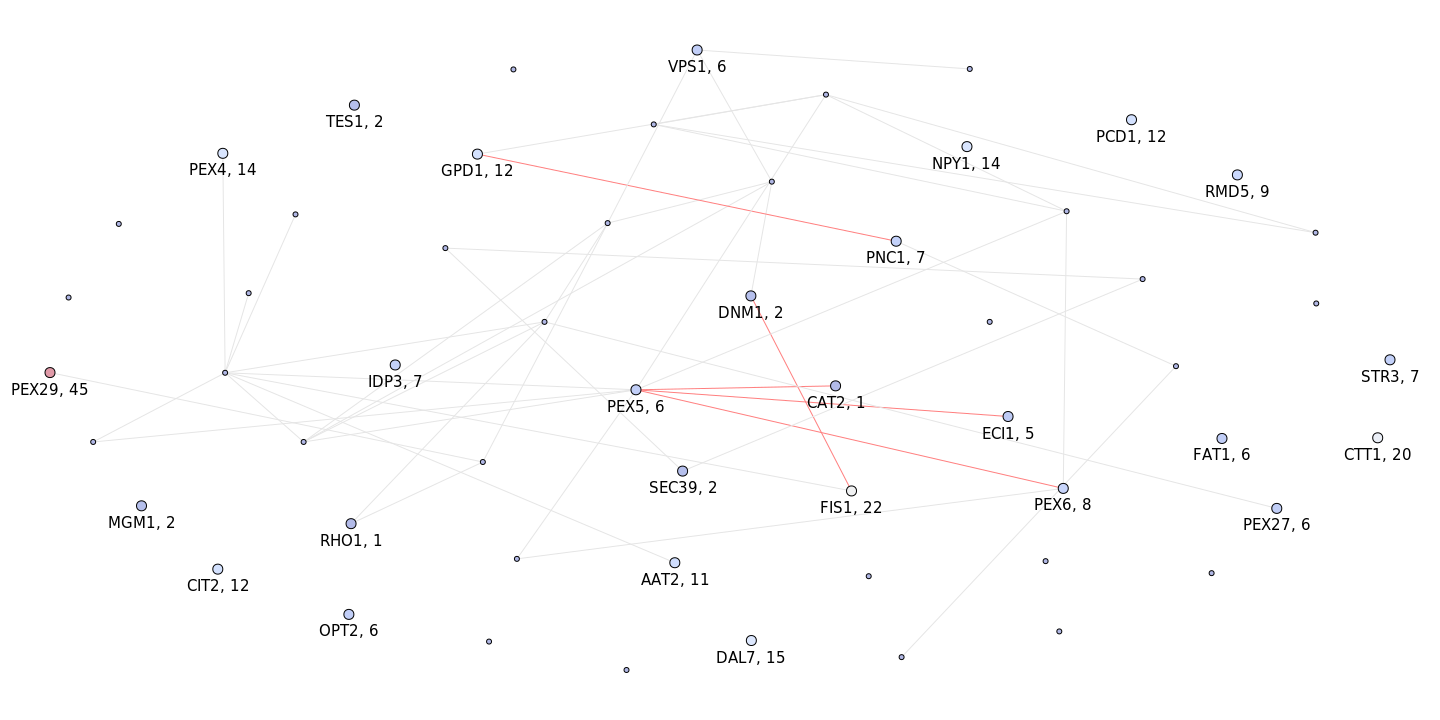 VPS1, 6
TES1, 2
PCD1, 12
PEX4, 14
GPD1, 12
NPY1, 14
RMD5, 9
PNC1, 7
DNM1, 2
PEX29, 45
IDP3, 7
PEX5, 6
CAT2, 1
STR3, 7
ECI1, 5
FAT1, 6
CTT1, 20
SEC39, 2
FIS1, 22
PEX6, 8
MGM1, 2
RHO1, 1
PEX27, 6
CIT2, 12
AAT2, 11
OPT2, 6
DAL7, 15